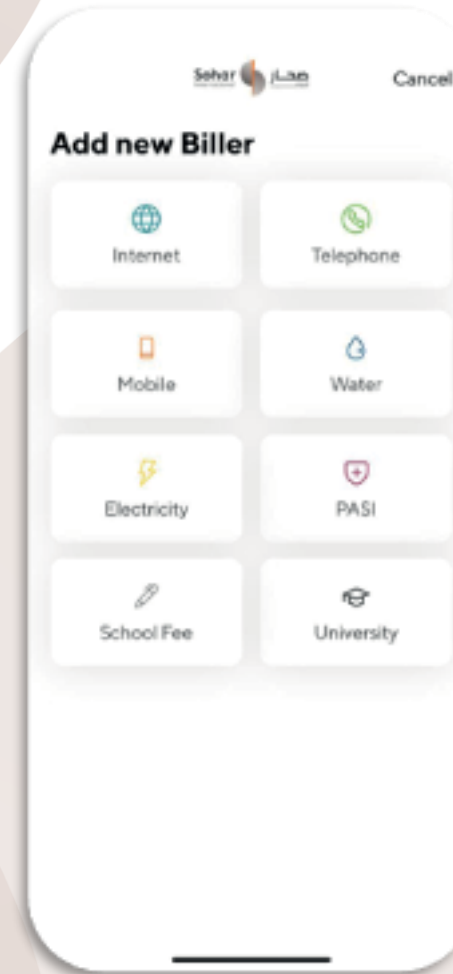 Sohar صحار Cancel
Add new Biller
Internet Telephone
Mobile Water
Electricity PASI
School Fee University